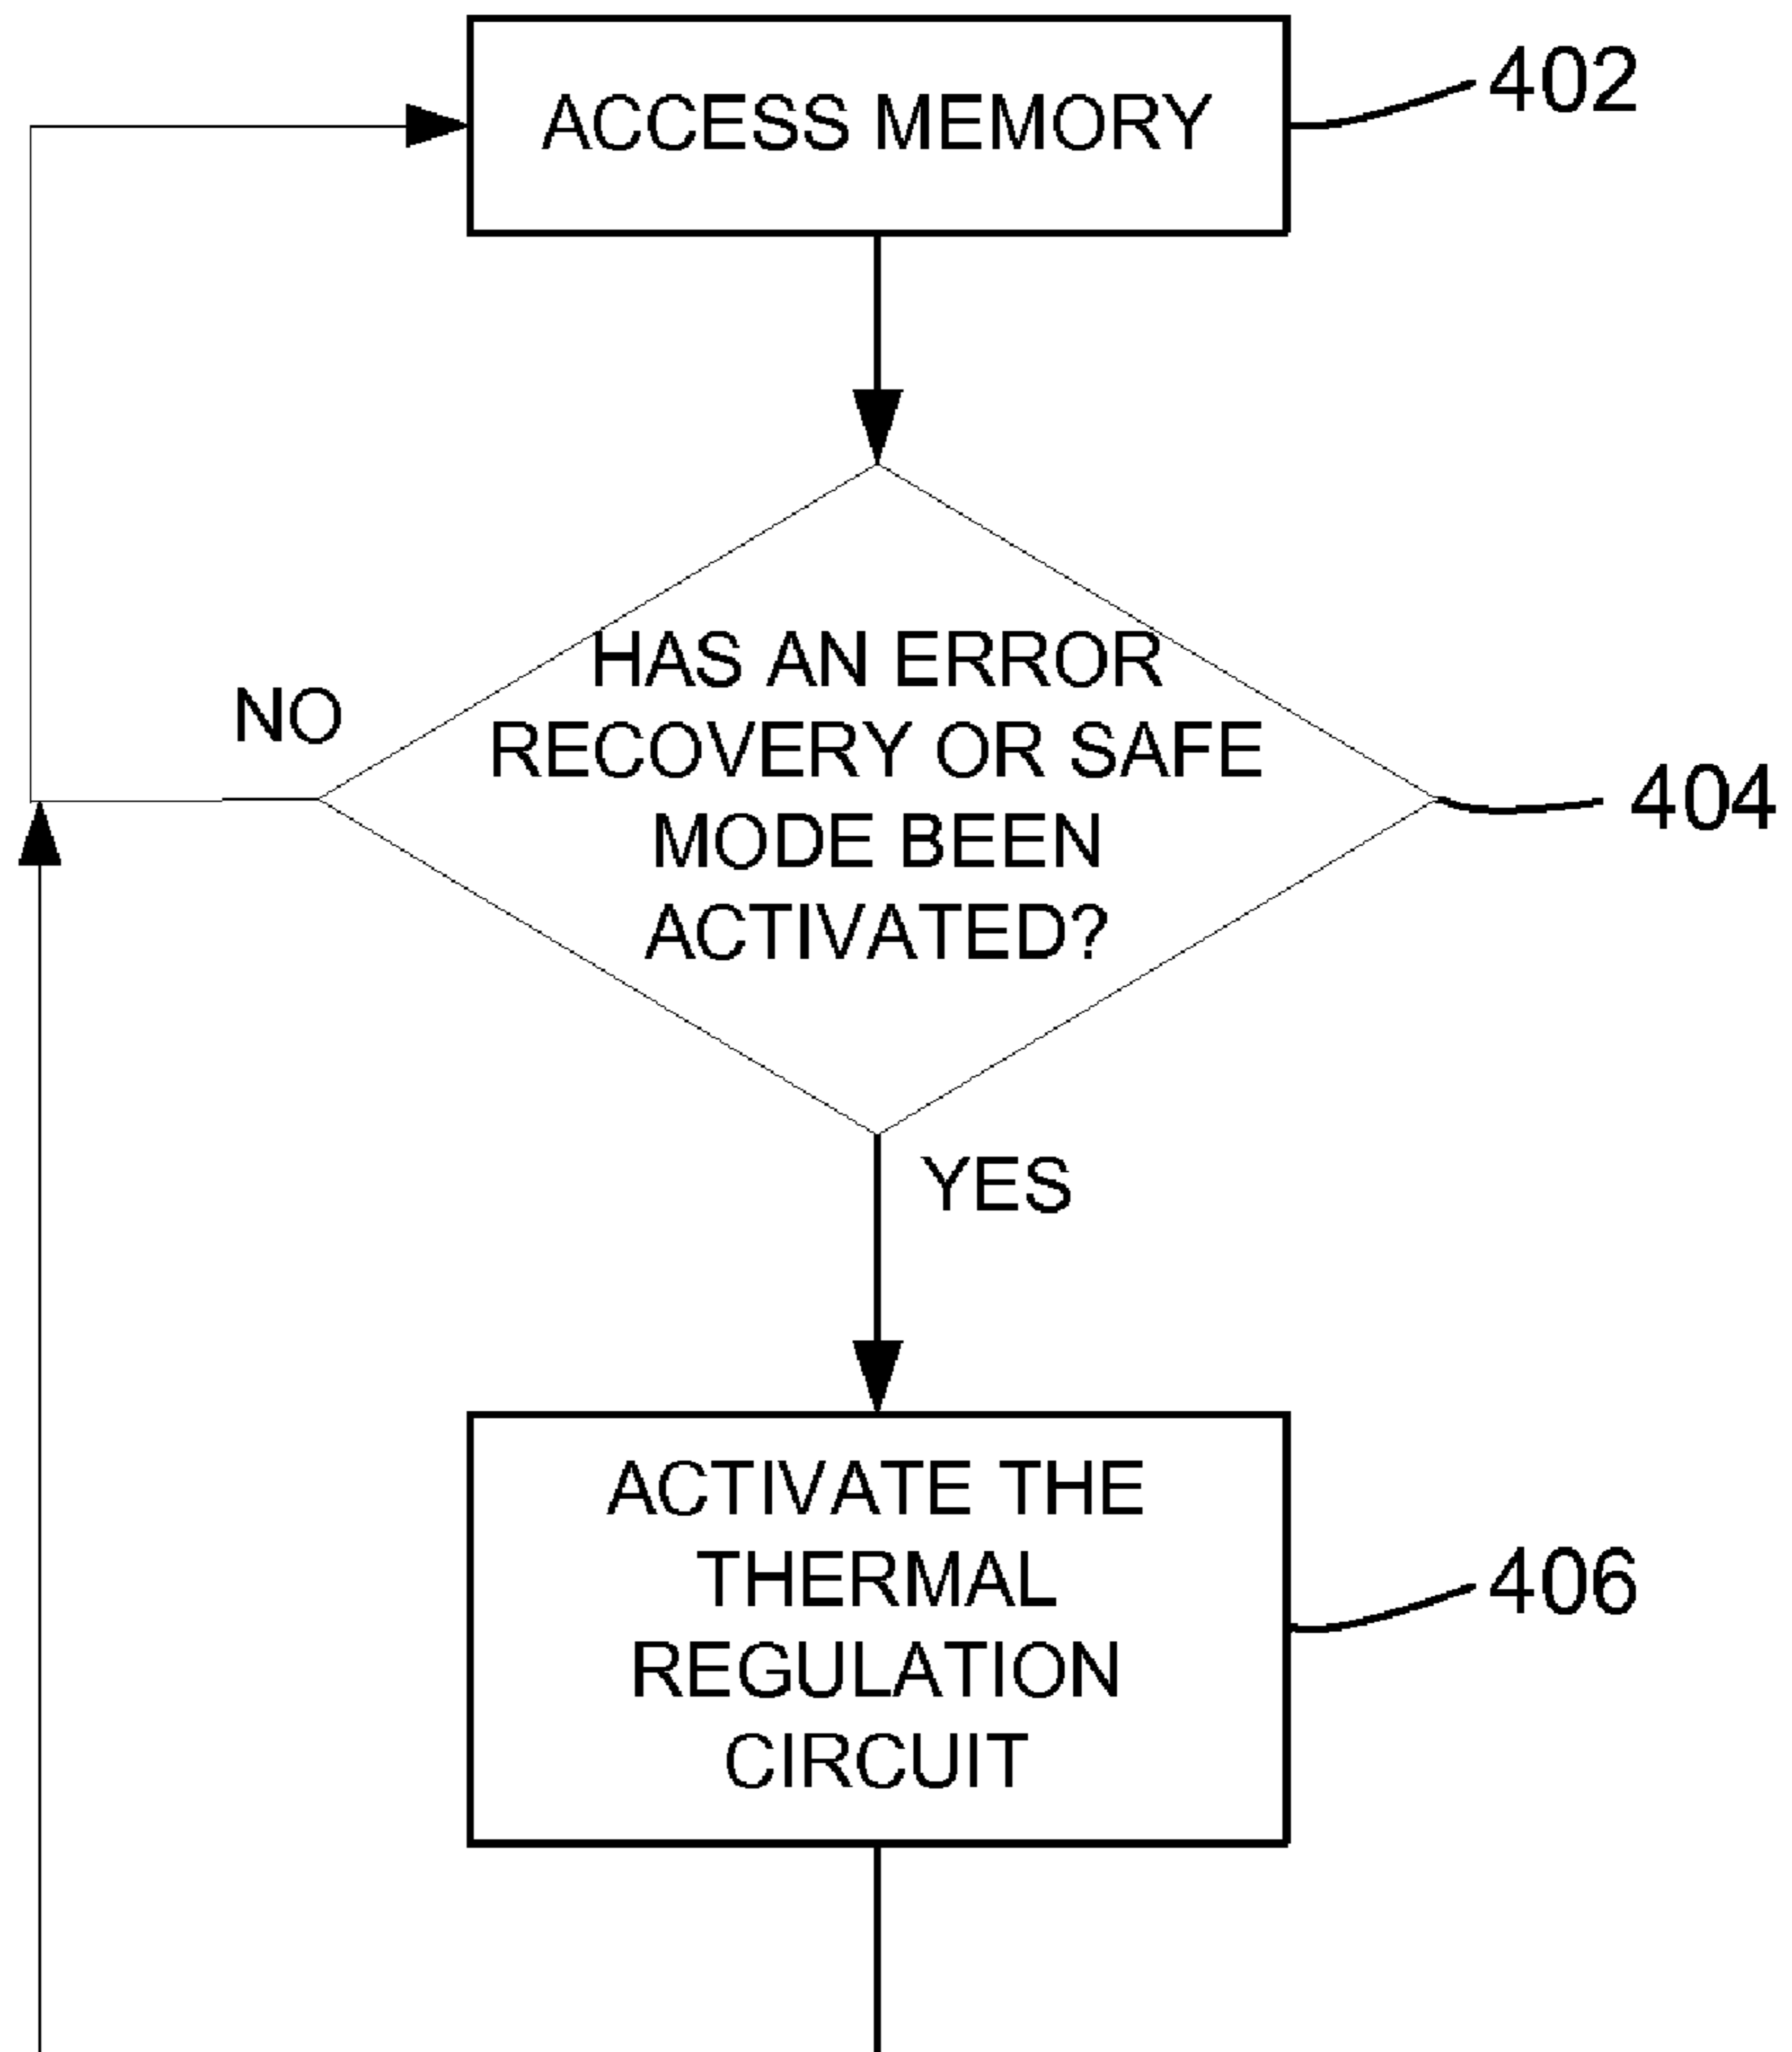 ACCESS MEMORY
402
HAS AN ERROR
RECOVERY OR SAFE
MODE BEEN
ACTIVATED?
NO
404
YES
ACTIVATE THE
THERMAL
REGULATION
CIRCUIT
406